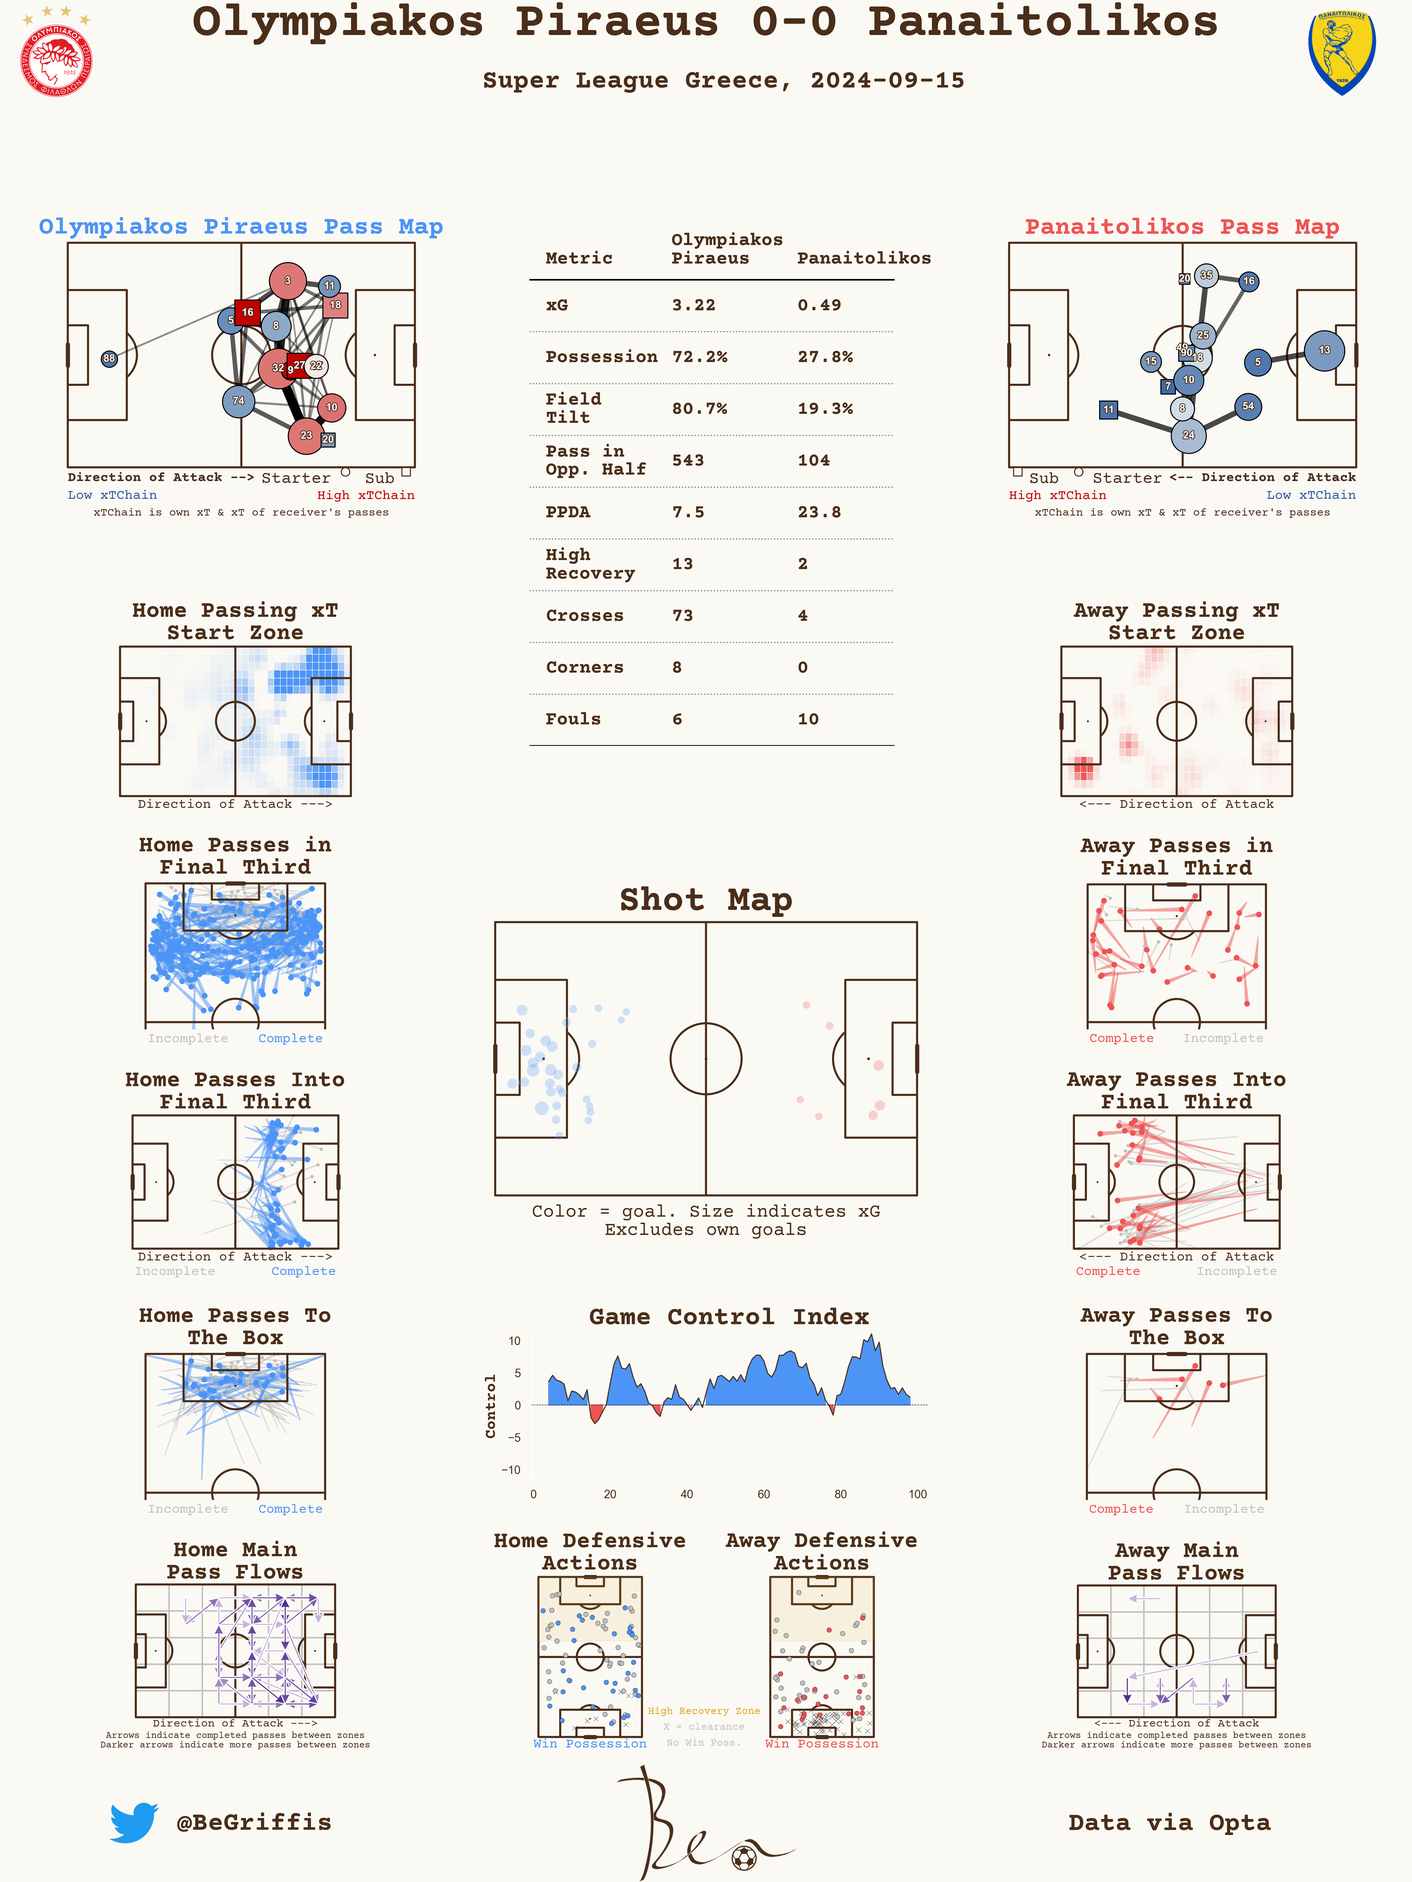 Olympiakos Piraeus 0-0 Panaitolikos
Super League Greece, 2024-09-15
ΟΛΥΜΠΙΑΚΟΣ
1925
ΠΑΝΑΙΤΩΛΙΚΟΣ
1926
Olympiakos Piraeus Pass Map
3
11
18
16
5
8
88
32
9
27
22
74
10
23
20
Direction of Attack --> Starter Sub
Low xTChain High xTChain
xTChain is own xT & xT of receiver's passes
Metric Olympiakos Piraeus Panaitolikos
xG 3.22 0.49
Possession 72.2% 27.8%
Field Tilt 80.7% 19.3%
Pass in Opp. Half 543 104
PPDA 7.5 23.8
High Recovery 13 2
Crosses 73 4
Corners 8 0
Fouls 6 10
Panaitolikos Pass Map
20
35
16
25
49
90
18
15
13
5
7
10
11
8
54
24
Sub Starter <-- Direction of Attack
High xTChain Low xTChain
xTChain is own xT & xT of receiver's passes
Home Passing xT
Start Zone
Direction of Attack --->
Away Passing xT
Start Zone
<--- Direction of Attack
Home Passes in
Final Third
Incomplete Complete
Away Passes in
Final Third
Complete Incomplete
Shot Map
Color = goal. Size indicates xG
Excludes own goals
Home Passes Into
Final Third
Direction of Attack --->
Incomplete Complete
Away Passes Into
Final Third
<--- Direction of Attack
Complete Incomplete
Home Passes To
The Box
Incomplete Complete
Game Control Index
Control
10
5
0
−5
−10
0 20 40 60 80 100
Away Passes To
The Box
Complete Incomplete
Home Main
Pass Flows
Direction of Attack --->
Arrows indicate completed passes between zones
Darker arrows indicate more passes between zones
Home Defensive
Actions
Win Possession
High Recovery Zone
X = clearance
No Win Poss.
Away Defensive
Actions
Win Possession
Away Main
Pass Flows
<--- Direction of Attack
Arrows indicate completed passes between zones
Darker arrows indicate more passes between zones
@BeGriffis
Ben
Data via Opta